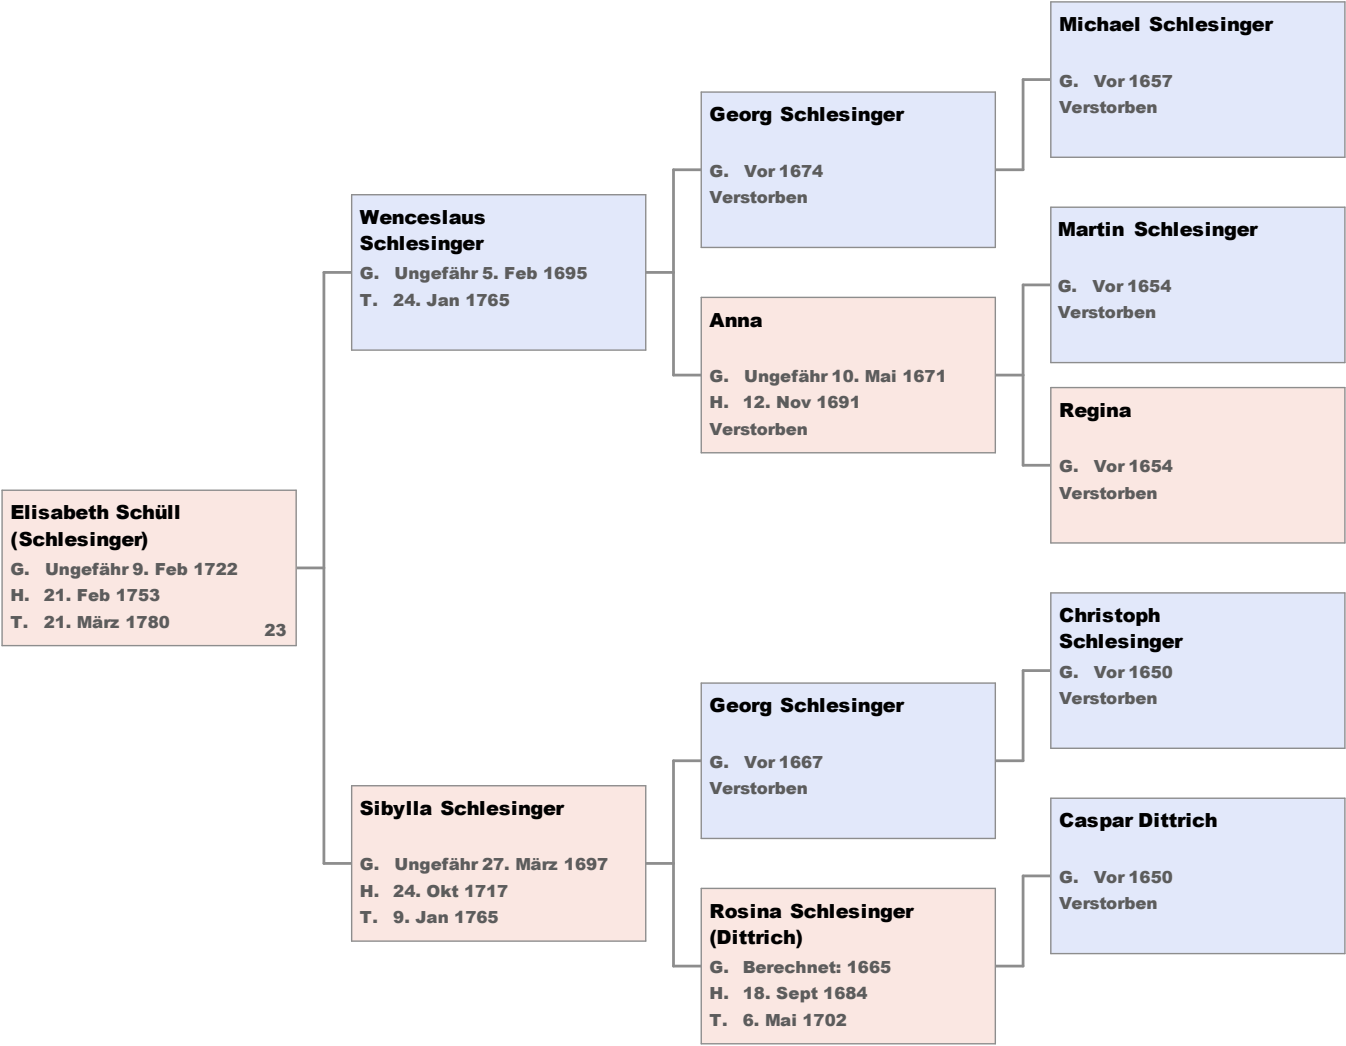 Michael Schlesinger
G. Vor 1657
Verstorben
Georg Schlesinger
G. Vor 1674
Verstorben
Wenceslaus
Schlesinger
G. Ungefähr 5. Feb 1695
T. 24. Jan 1765
Martin Schlesinger
G. Vor 1654
Verstorben
Anna
G. Ungefähr 10. Mai 1671
H. 12. Nov 1691
Verstorben
Regina
G. Vor 1654
Verstorben
Elisabeth Schüll
(Schlesinger)
G. Ungefähr 9. Feb 1722
H. 21. Feb 1753
T. 21. März 1780
23
Christoph
Schlesinger
G. Vor 1650
Verstorben
Georg Schlesinger
G. Vor 1667
Verstorben
Sibylla Schlesinger
G. Ungefähr 27. März 1697
H. 24. Okt 1717
T. 9. Jan 1765
Caspar Dittrich
G. Vor 1650
Verstorben
Rosina Schlesinger
(Dittrich)
G. Berechnet: 1665
H. 18. Sept 1684
T. 6. Mai 1702